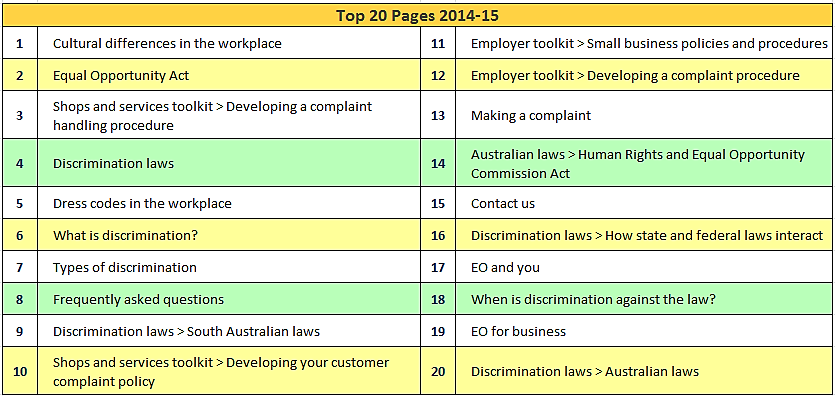 Top 20 Pages 2014-15
1 Cultural differences in the workplace
11 Employer toolkit > Small business policies and procedures
2 Equal Opportunity Act
12 Employer toolkit > Developing a complaint procedure
3 Shops and services toolkit > Developing a complaint
handling procedure
13 Making a complaint
4 Discrimination laws
14 Australian laws > Human Rights and Equal Opportunity
Commission Act
5 Dress codes in the workplace
15 Contact us
6 What is discrimination?
16 Discrimination laws > How state and federal laws interact
7 Types of discrimination
17 EO and you
8 Frequently asked questions
18 When is discrimination against the law?
9 Discrimination laws > South Australian laws
19 EO for business
10 Shops and services toolkit > Developing your customer
complaint policy
20 Discrimination laws > Australian laws